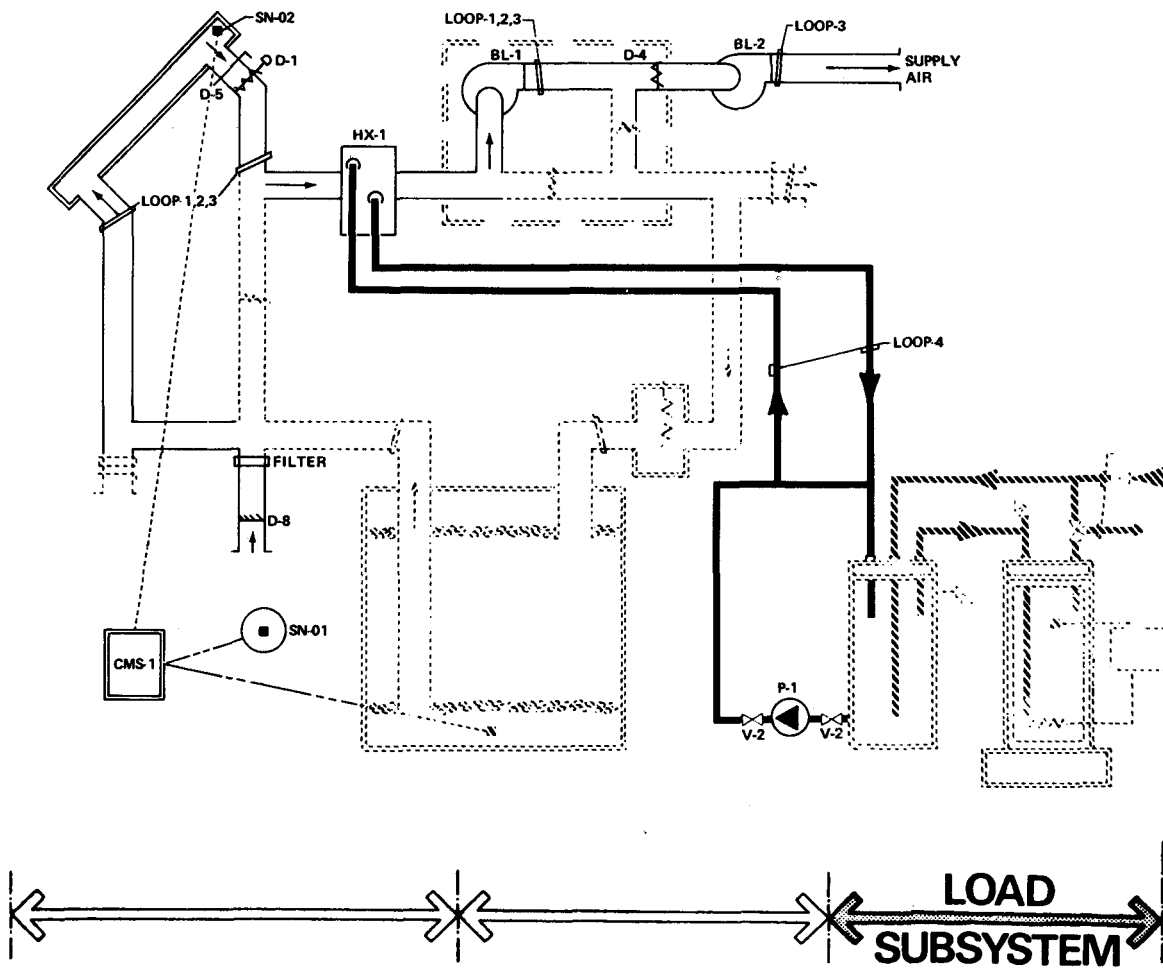 SN-02
LOOP-1,2,3
LOOP-3
BL-1
D-4
BL-2
D-1
SUPPLY
AIR
D-5
HX-1
LOOP-1,2,3
LOOP-4
FILTER
D-8
SN-01
CMS-1
P-1
V-2
V-2
LOAD
SUBSYSTEM